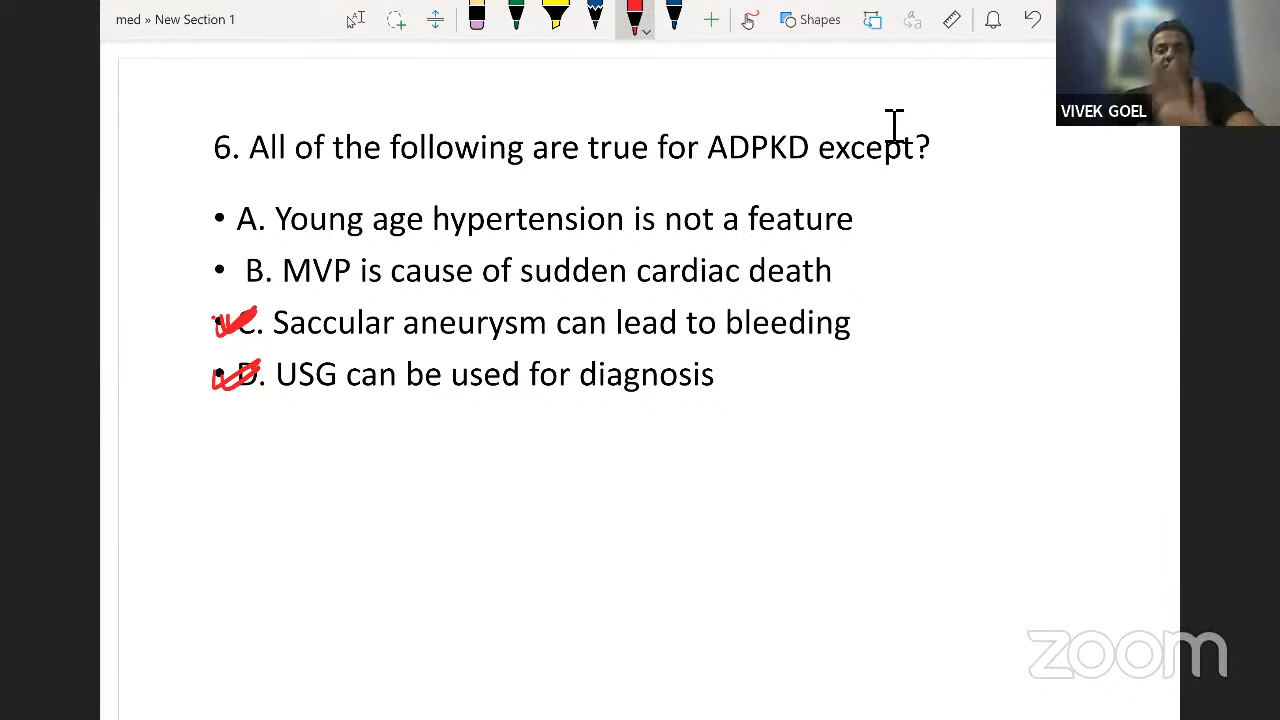 med » New Section 1
Shapes
VIVEK GOEL
6. All of the following are true for ADPKD except?
• A. Young age hypertension is not a feature
• B. MVP is cause of sudden cardiac death
• C. Saccular aneurysm can lead to bleeding
• D. USG can be used for diagnosis
zoom